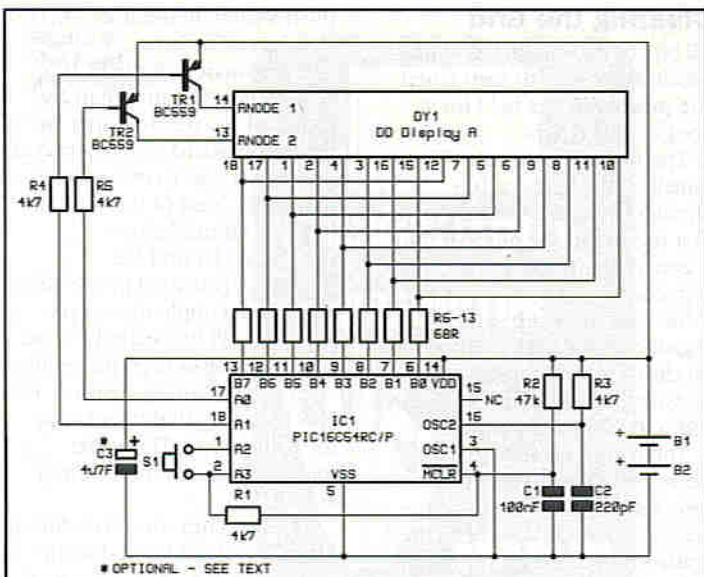 TR1
BC559
TR2
BC559
14 ANODE 1
13 ANODE 2
DY1
DD Display A
18 17 1 2 4 3 16 15 12 7 5 6 9 8 11 10
R4
4k7
R5
4k7
R6-13
68R
13 12 11 10 9 8 7 6 14
B7 B6 B5 B4 B3 B2 B1 B0 VDD
17 A0
18 A1
1 A2
2 A3
IC1
PIC16C54RC/P
VSS
5
15 NC
OSC2 16
OSC1 3
MCLR 4
R2
47k
R3
4k7
* + C3
4u7F
S1
R1
4k7
C1
100nF
C2
220pF
+ B1
+ B2
* OPTIONAL - SEE TEXT